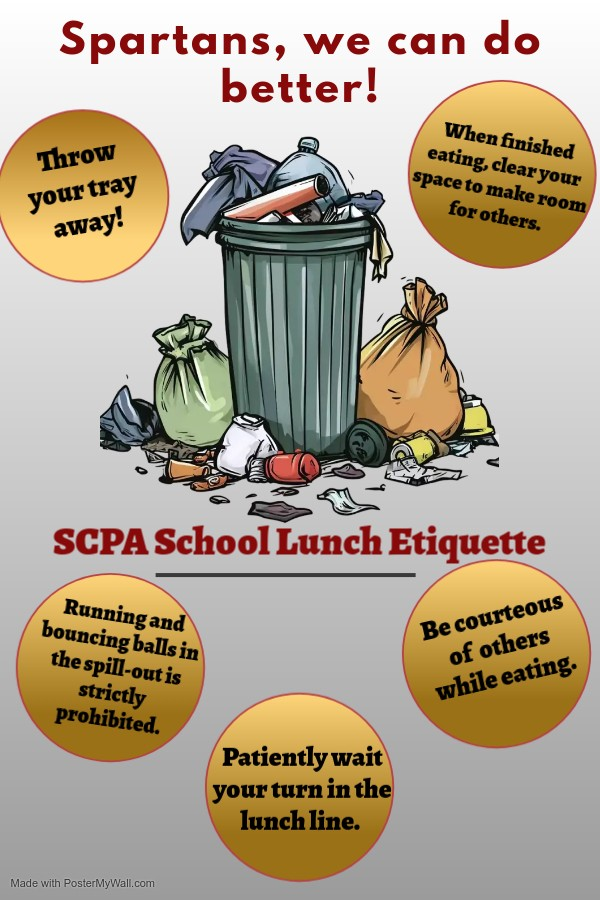 Spartans, we can do
better!
Throw
your tray
away!
When finished
eating, clear your
space to make room
for others.
SCPA School Lunch Etiquette
Running and
bouncing balls in
the spill-out is
strictly
prohibited.
Be courteous
of others
while eating.
Patiently wait
your turn in the
lunch line.
Made with PosterMyWall.com